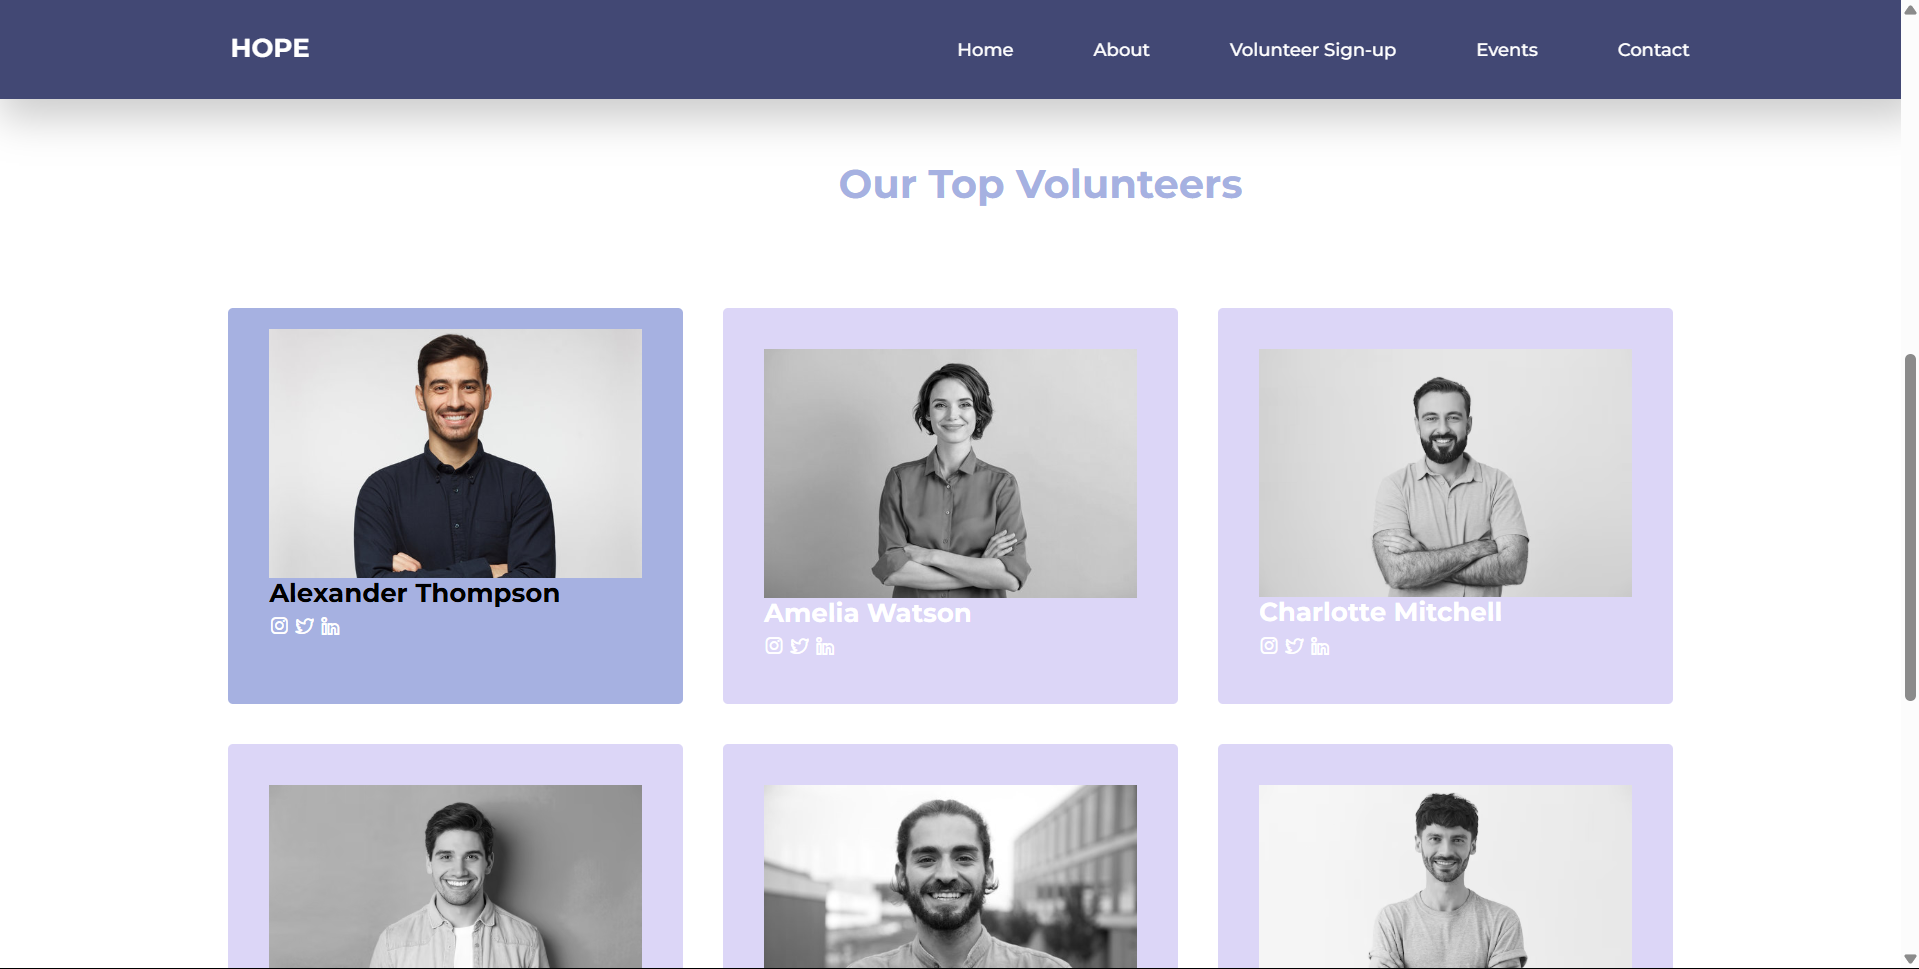 HOPE
Home About Volunteer Sign-up Events Contact
Our Top Volunteers
Alexander Thompson
Amelia Watson
Charlotte Mitchell